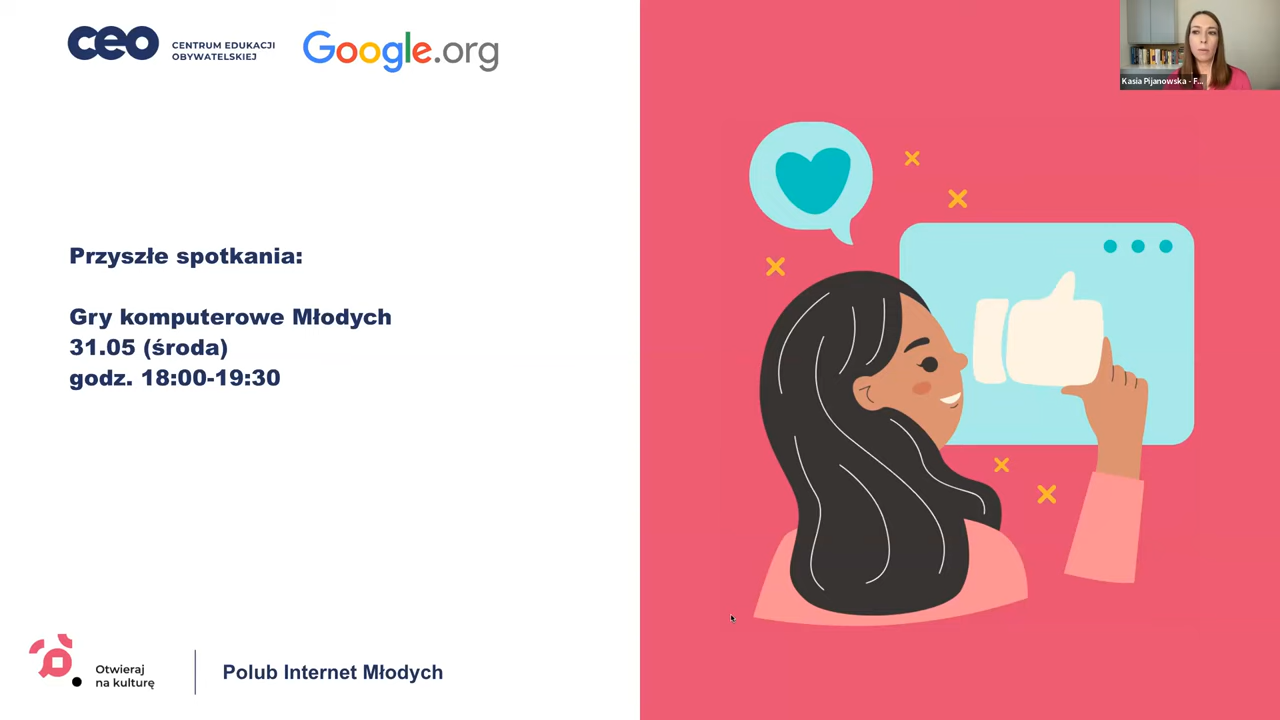 ceo
CENTRUM EDUKACJI
OBYWATELSKIEJ
Google.org
Kasia Pijanowska - F...
Przyszłe spotkania:
Gry komputerowe Młodych
31.05 (środa)
godz. 18:00-19:30
Otwieraj
na kulturę
Polub Internet Młodych